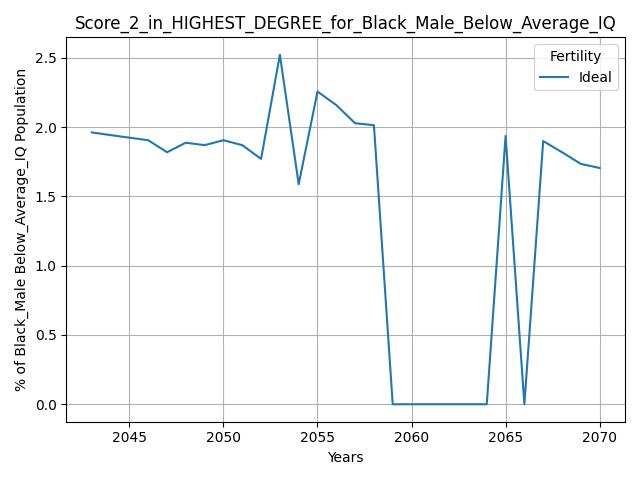 Score_2_in_HIGHEST_DEGREE_for_Black_Male_Below_Average_IQ
Fertility
Ideal
% of Black_Male Below_Average_IQ Population
2.5
2.0
1.5
1.0
0.5
0.0
2045 2050 2055 2060 2065 2070
Years